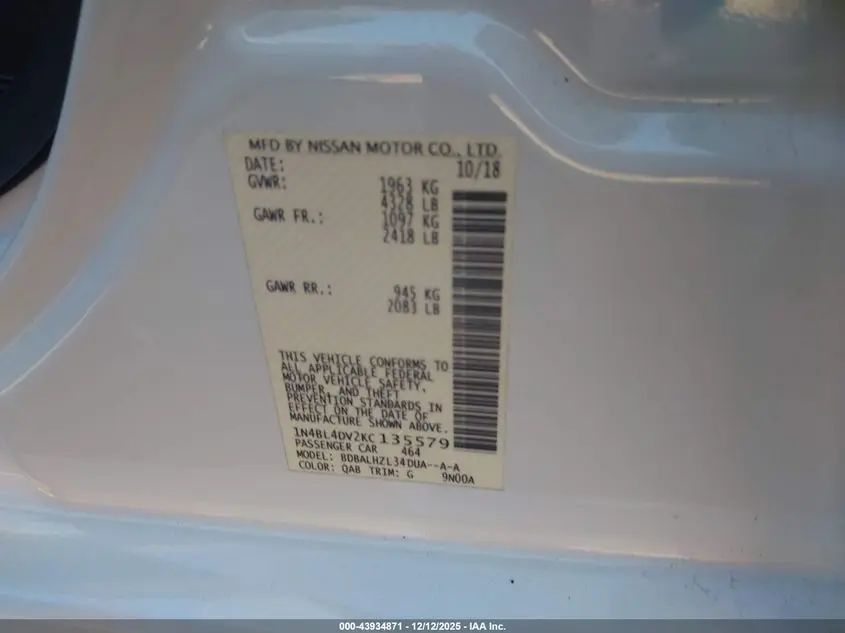 MFD BY NISSAN MOTOR CO., LTD.
DATE: 10/18
GVWR: 1963 KG
4328 LB
GAWR FR.: 1097 KG
2418 LB
GAWR RR.: 945 KG
2083 LB
THIS VEHICLE CONFORMS TO
ALL APPLICABLE FEDERAL
MOTOR VEHICLE SAFETY,
BUMPER, AND THEFT
PREVENTION STANDARDS IN
EFFECT ON THE DATE OF
MANUFACTURE SHOWN ABOVE.
1N4BL4DV2KC135579
PASSENGER CAR 464
MODEL: BDBALHZL34DUA--A-A
COLOR: QAB TRIM: G 9N00A
000-43934871 | 12/12/2025 - IAA Inc.